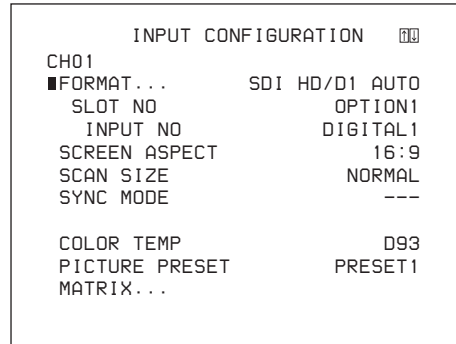 INPUT CONFIGURATION ↑↓
CH01
■FORMAT... SDI HD/D1 AUTO
SLOT NO OPTION1
INPUT NO DIGITAL1
SCREEN ASPECT 16:9
SCAN SIZE NORMAL
SYNC MODE ---
COLOR TEMP D93
PICTURE PRESET PRESET1
MATRIX...